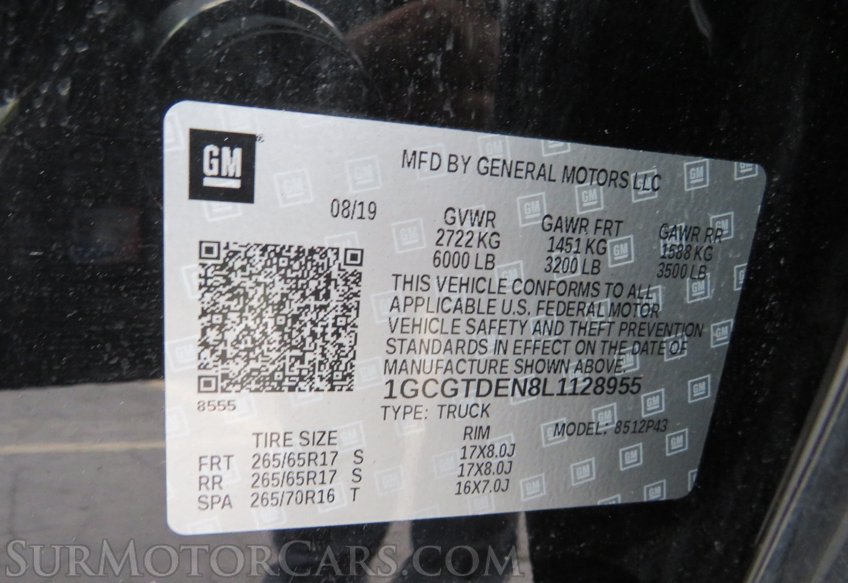 GM
MFD BY GENERAL MOTORS LLC
08/19
GVWR GAWR FRT GAWR RR
2722 KG 1451 KG 1588 KG
6000 LB 3200 LB 3500 LB
THIS VEHICLE CONFORMS TO ALL
APPLICABLE U.S. FEDERAL MOTOR
VEHICLE SAFETY AND THEFT PREVENTION
STANDARDS IN EFFECT ON THE DATE OF
MANUFACTURE SHOWN ABOVE.
8555
1GCGTDEN8L1128955
TYPE: TRUCK MODEL: 8512P43
TIRE SIZE RIM
FRT 265/65R17 S 17X8.0J
RR 265/65R17 S 17X8.0J
SPA 265/70R16 T 16X7.0J
SURMOTORCARS.COM